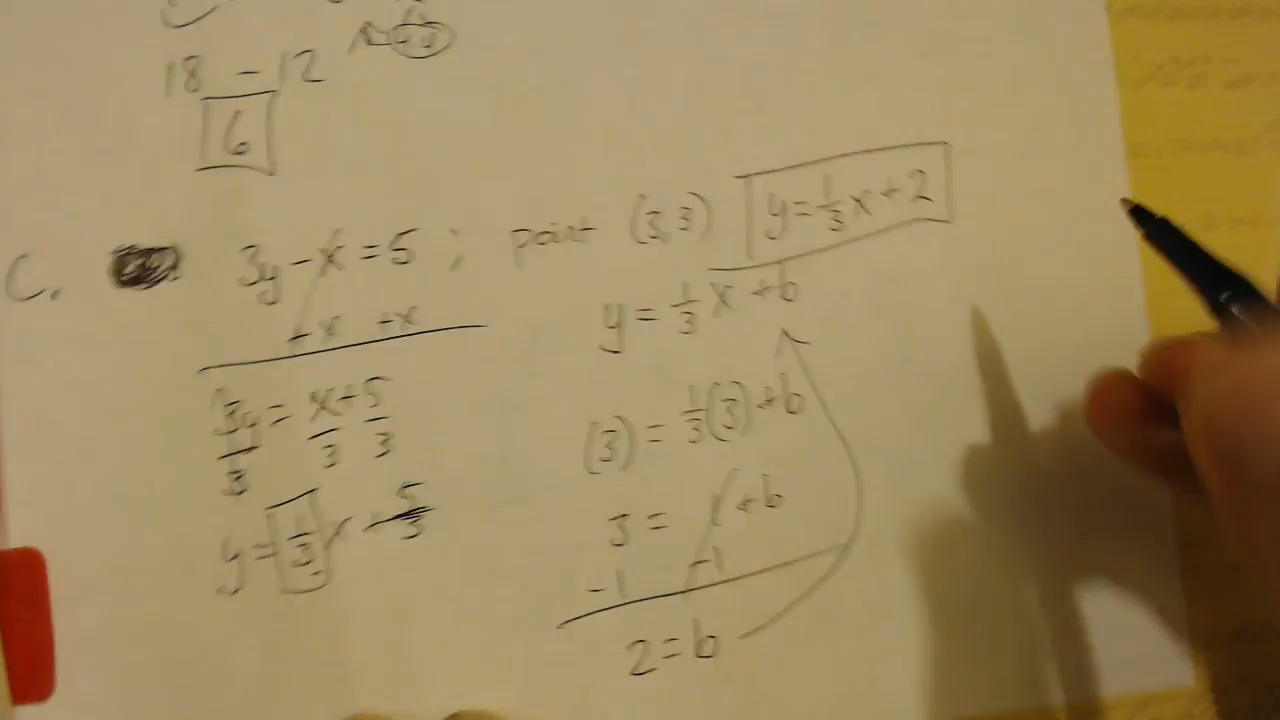 18 - 12
6
C. 3y - x = 5 ; point (3,3) y = 1/3 x + 2
+x +x
3y/3 = x/3 + 5/3
y = 1/3 x 5/3
y = 1/3 x + b
(3) = 1/3 (3) + b
3 = 1 + b
-1 -1
2 = b